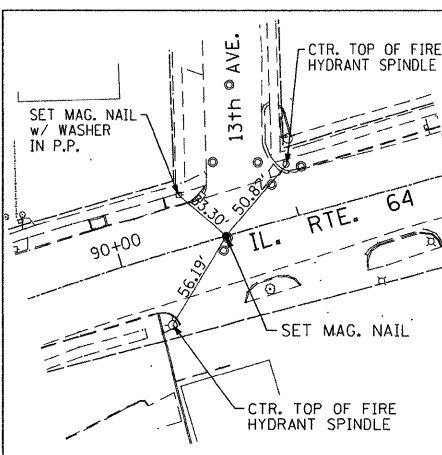 CTR. TOP OF FIRE
HYDRANT SPINDLE
13th AVE.
SET MAG. NAIL
w/ WASHER
IN P.P.
50.82'
IL. RTE. 64
90+00
56.19'
SET MAG. NAIL
CTR. TOP OF FIRE
HYDRANT SPINDLE